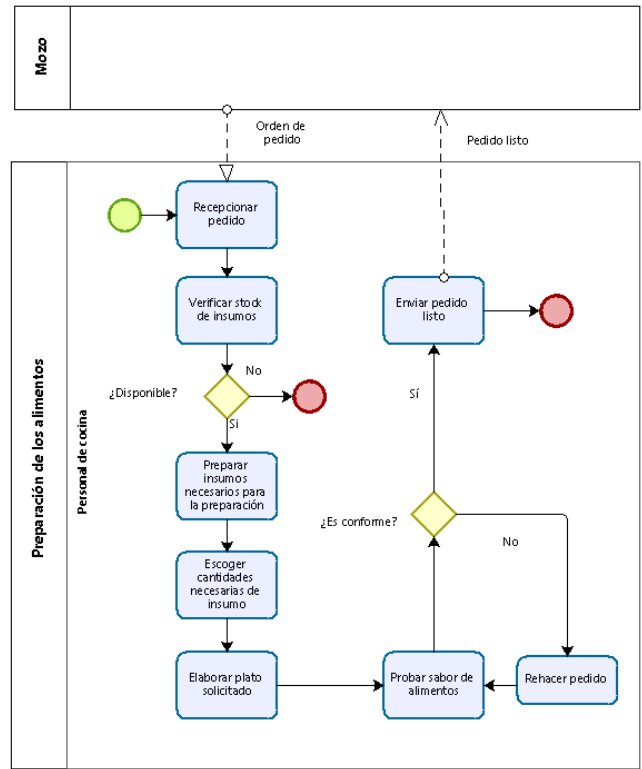 Mozo
Orden de
pedido
Pedido listo
Preparación de los alimentos
Personal de cocina
Recepcionar
pedido
Verificar stock
de insumos
¿Disponible?
No
Si
Preparar
insumos
necesarios para
la preparación
Escoger
cantidades
necesarias de
insumo
Elaborar plato
solicitado
Probar sabor de
alimentos
Rehacer pedido
¿Es conforme?
No
Sí
Enviar pedido
listo